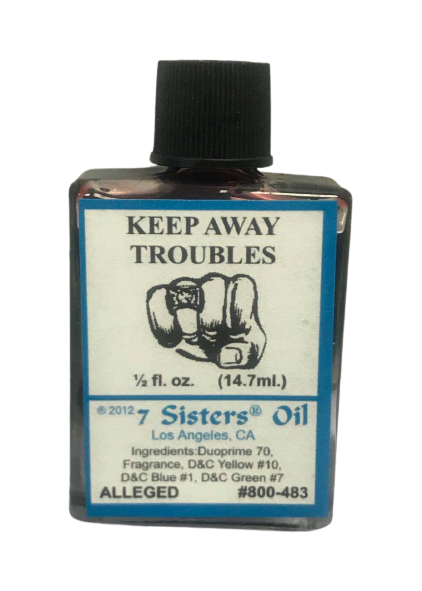 KEEP AWAY
TROUBLES
½ fl. oz. (14.7ml.)
© 2012 7 Sisters® Oil
Los Angeles, CA
Ingredients:Duoprime 70,
Fragrance, D&C Yellow #10,
D&C Blue #1, D&C Green #7
ALLEGED #800-483